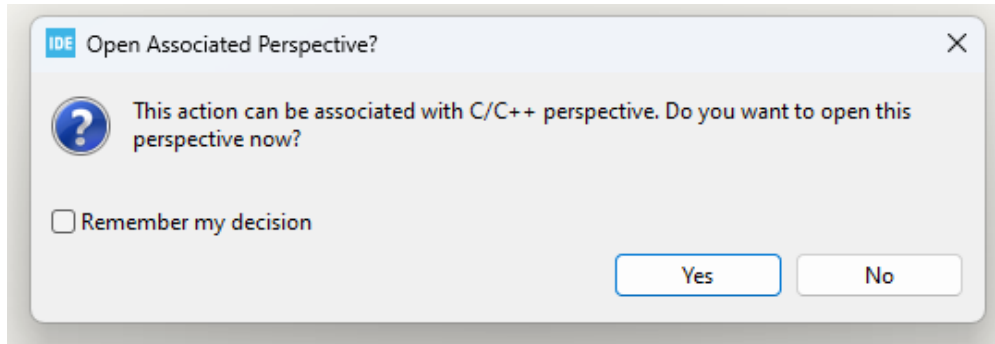 IDE Open Associated Perspective?
This action can be associated with C/C++ perspective. Do you want to open this
perspective now?
Remember my decision
Yes No